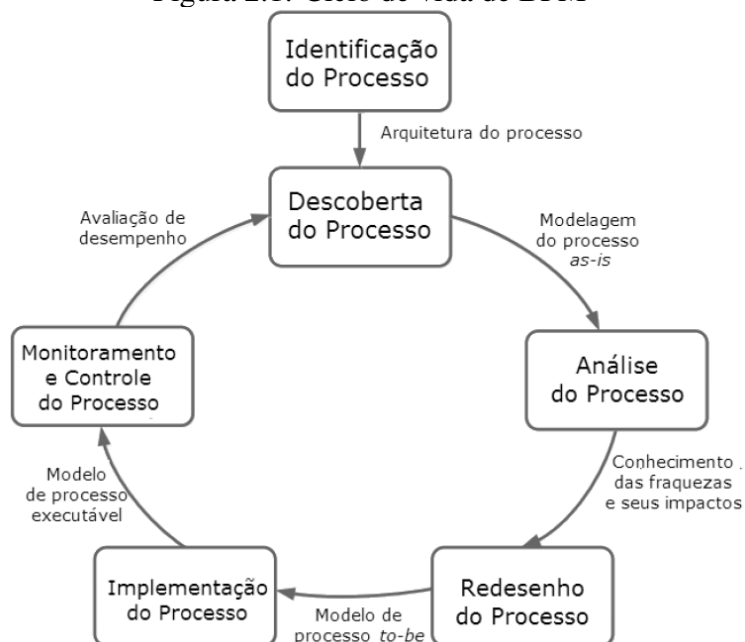 Figura 2.1: Ciclo de vida de BPM
Identificação
do Processo
Arquitetura do processo
Descoberta
do Processo
Avaliação de
desempenho
Modelagem
do processo
as-is
Monitoramento
e Controle
do Processo
Análise
do Processo
Modelo
de processo
executável
Conhecimento
das fraquezas
e seus impactos
Implementação
do Processo
Modelo de
processo to-be
Redesenho
do Processo